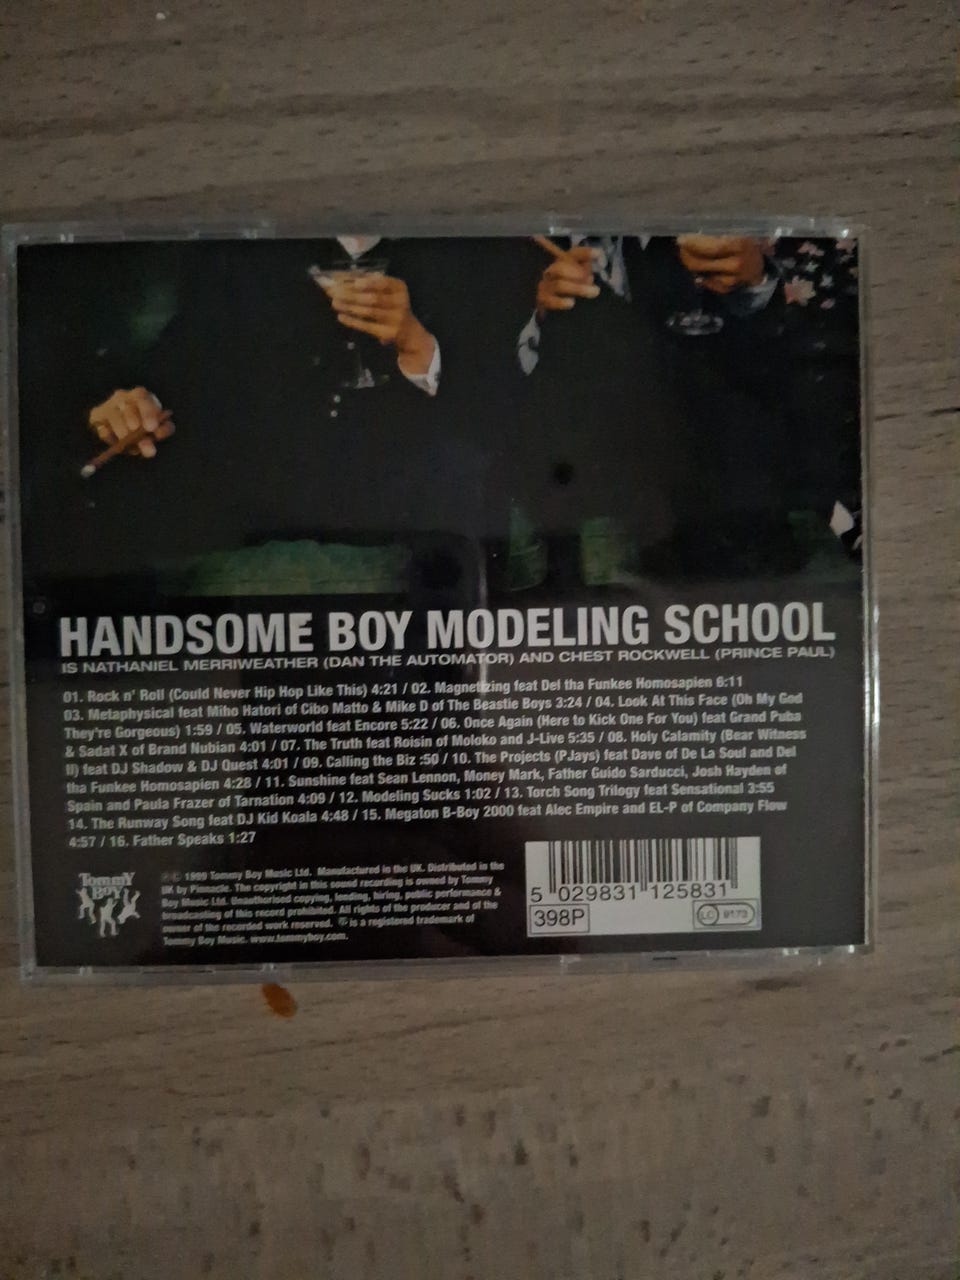 HANDSOME BOY MODELING SCHOOL
IS NATHANIEL MERRIWEATHER (DAN THE AUTOMATOR) AND CHEST ROCKWELL (PRINCE PAUL)
01. Rock n' Roll (Could Never Hip Hop Like This) 4:21 / 02. Magnetizing feat Del tha Funkee Homosapien 6:11
03. Metaphysical feat Miho Hatori of Cibo Matto & Mike D of The Beastie Boys 3:24 / 04. Look At This Face (Oh My God
They're Gorgeous) 1:59 / 05. Waterworld feat Encore 5:22 / 06. Once Again (Here to Kick One For You) feat Grand Puba
& Sadat X of Brand Nubian 4:01 / 07. The Truth feat Roisin of Moloko and J-Live 5:35 / 08. Holy Calamity (Bear Witness
II) feat DJ Shadow & DJ Quest 4:01 / 09. Calling the Biz :50 / 10. The Projects (PJays) feat Dave of De La Soul and Del
tha Funkee Homosapien 4:28 / 11. Sunshine feat Sean Lennon, Money Mark, Father Guido Sarducci, Josh Hayden of
Spain and Paula Frazer of Tarnation 4:09 / 12. Modeling Sucks 1:02 / 13. Torch Song Trilogy feat Sensational 3:55
14. The Runway Song feat DJ Kid Koala 4:48 / 15. Megaton B-Boy 2000 feat Alec Empire and EL-P of Company Flow
4:57 / 16. Father Speaks 1:27
Tommy
Boy
℗ © 1999 Tommy Boy Music Ltd. Manufactured in the UK. Distributed in the
UK by Pinnacle. The copyright in this sound recording is owned by Tommy
Boy Music Ltd. Unauthorised copying, lending, hiring, public performance &
broadcasting of this record prohibited. All rights of the producer and of the
owner of the recorded work reserved. is a registered trademark of
Tommy Boy Music. www.tommyboy.com.
5 029831 125831
398P
LC 9173